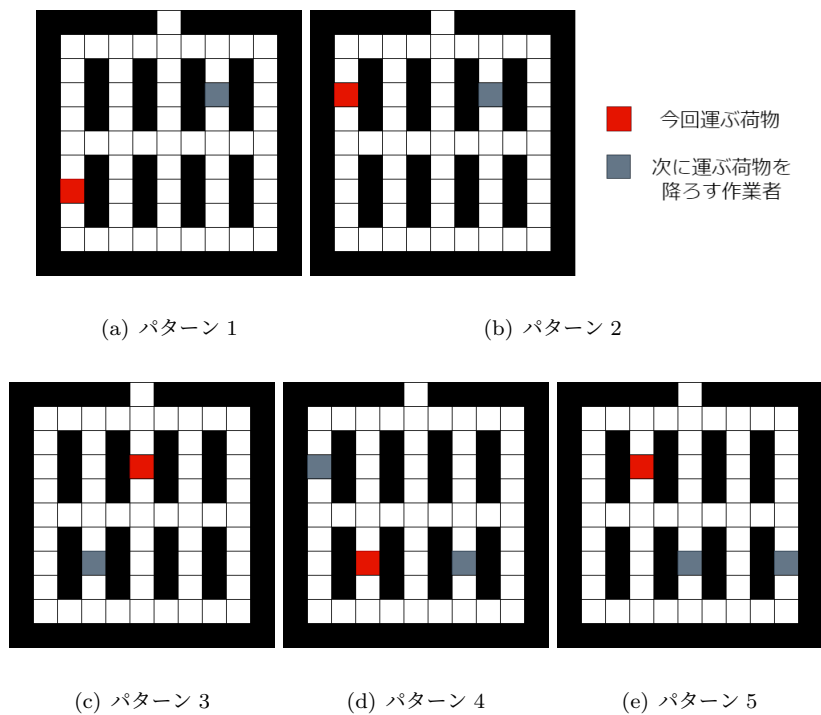 今回運ぶ荷物
次に運ぶ荷物を
降ろす作業者
(a) パターン 1
(b) パターン 2
(c) パターン 3
(d) パターン 4
(e) パターン 5